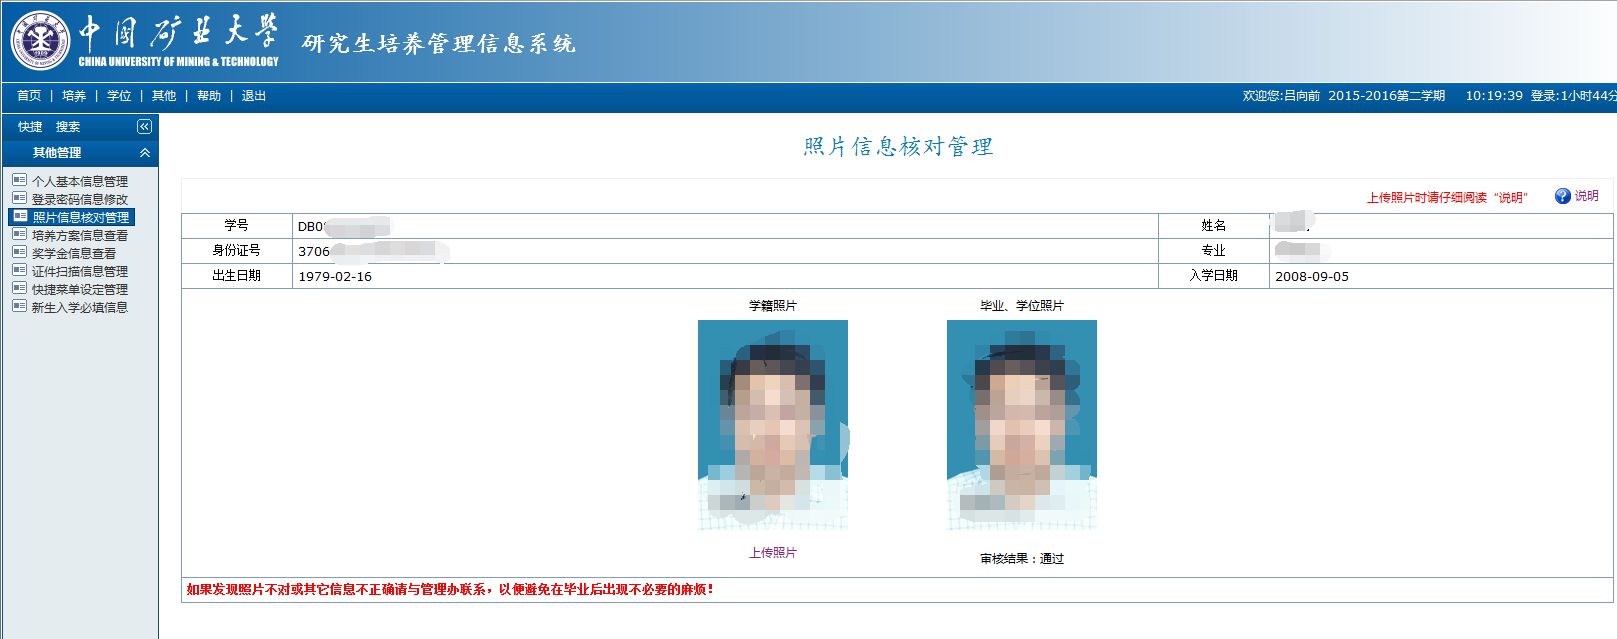 中国矿业大学
CHINA UNIVERSITY OF MINING & TECHNOLOGY
1909
研究生培养管理信息系统
首页 | 培养 | 学位 | 其他 | 帮助 | 退出
欢迎您:吕向前 2015-2016第二学期 10:19:39 登录:1小时44分
快捷 搜索
其他管理
个人基本信息管理
登录密码信息修改
照片信息核对管理
培养方案信息查看
奖学金信息查看
证件扫描信息管理
快捷菜单设定管理
新生入学必填信息
照片信息核对管理
上传照片时请仔细阅读“说明” 说明
学号 DB0 姓名
身份证号 3706 专业
出生日期 1979-02-16 入学日期 2008-09-05
学籍照片 毕业、学位照片
上传照片 审核结果：通过
如果发现照片不对或其它信息不正确请与管理办联系，以便避免在毕业后出现不必要的麻烦！